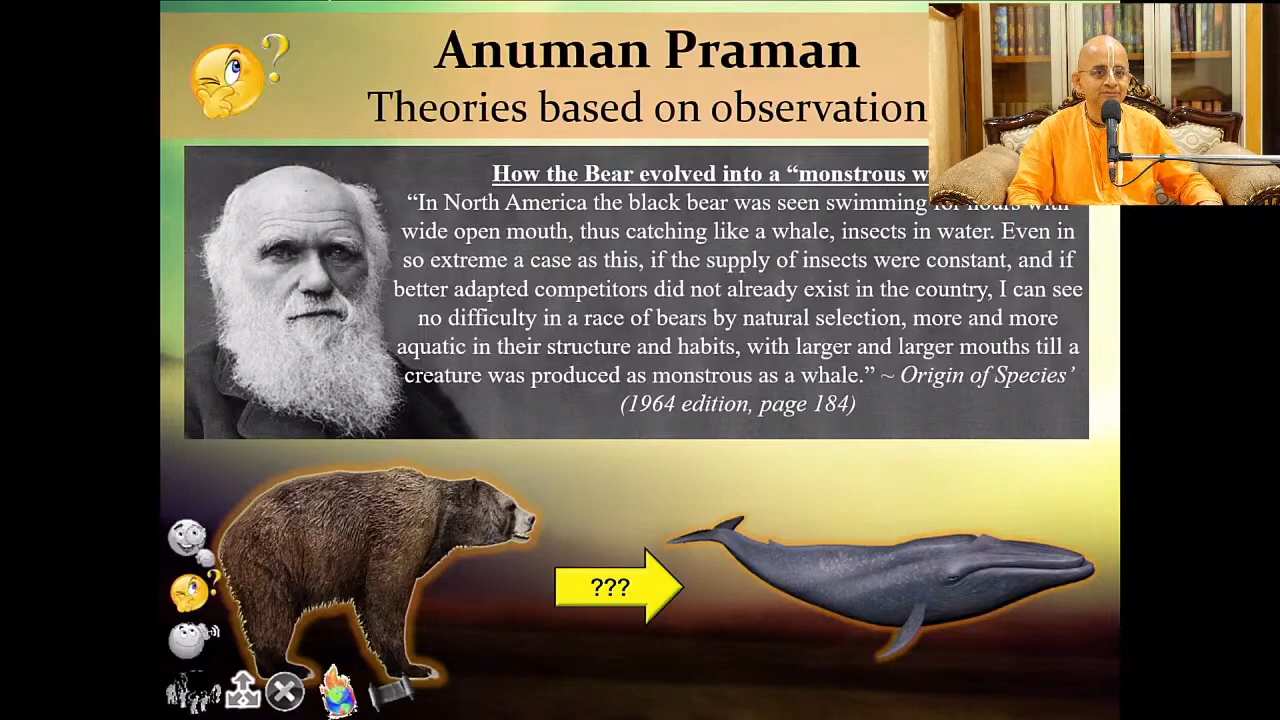 Anuman Praman
Theories based on observation
How the Bear evolved into a “monstrous
“In North America the black bear was seen swimming for hours with
wide open mouth, thus catching like a whale, insects in water. Even in
so extreme a case as this, if the supply of insects were constant, and if
better adapted competitors did not already exist in the country, I can see
no difficulty in a race of bears by natural selection, more and more
aquatic in their structure and habits, with larger and larger mouths till a
creature was produced as monstrous as a whale.” ~ Origin of Species’
(1964 edition, page 184)
???